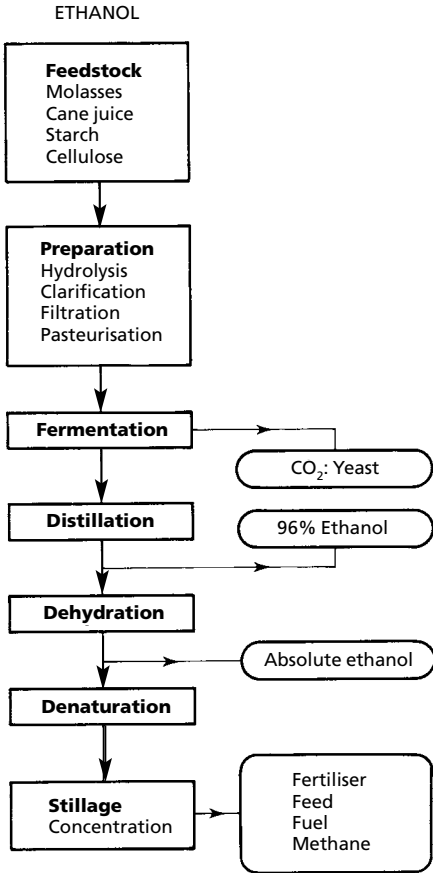 ETHANOL
Feedstock
Molasses
Cane juice
Starch
Cellulose
Preparation
Hydrolysis
Clarification
Filtration
Pasteurisation
Fermentation
CO₂: Yeast
Distillation
96% Ethanol
Dehydration
Absolute ethanol
Denaturation
Stillage
Concentration
Fertiliser
Feed
Fuel
Methane